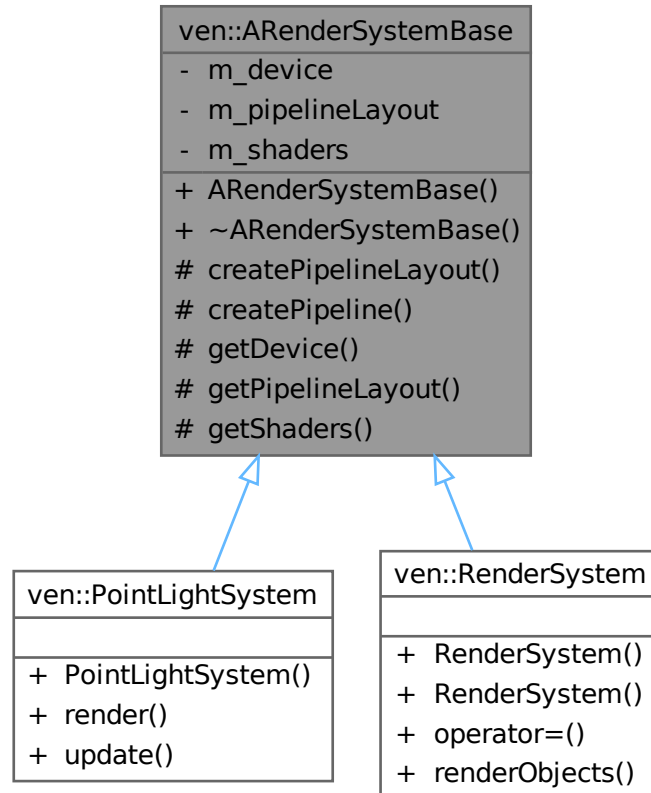 ven::ARenderSystemBase
- m_device
- m_pipelineLayout
- m_shaders
+ ARenderSystemBase()
+ ~ARenderSystemBase()
# createPipelineLayout()
# createPipeline()
# getDevice()
# getPipelineLayout()
# getShaders()
ven::PointLightSystem
+ PointLightSystem()
+ render()
+ update()
ven::RenderSystem
+ RenderSystem()
+ RenderSystem()
+ operator=()
+ renderObjects()